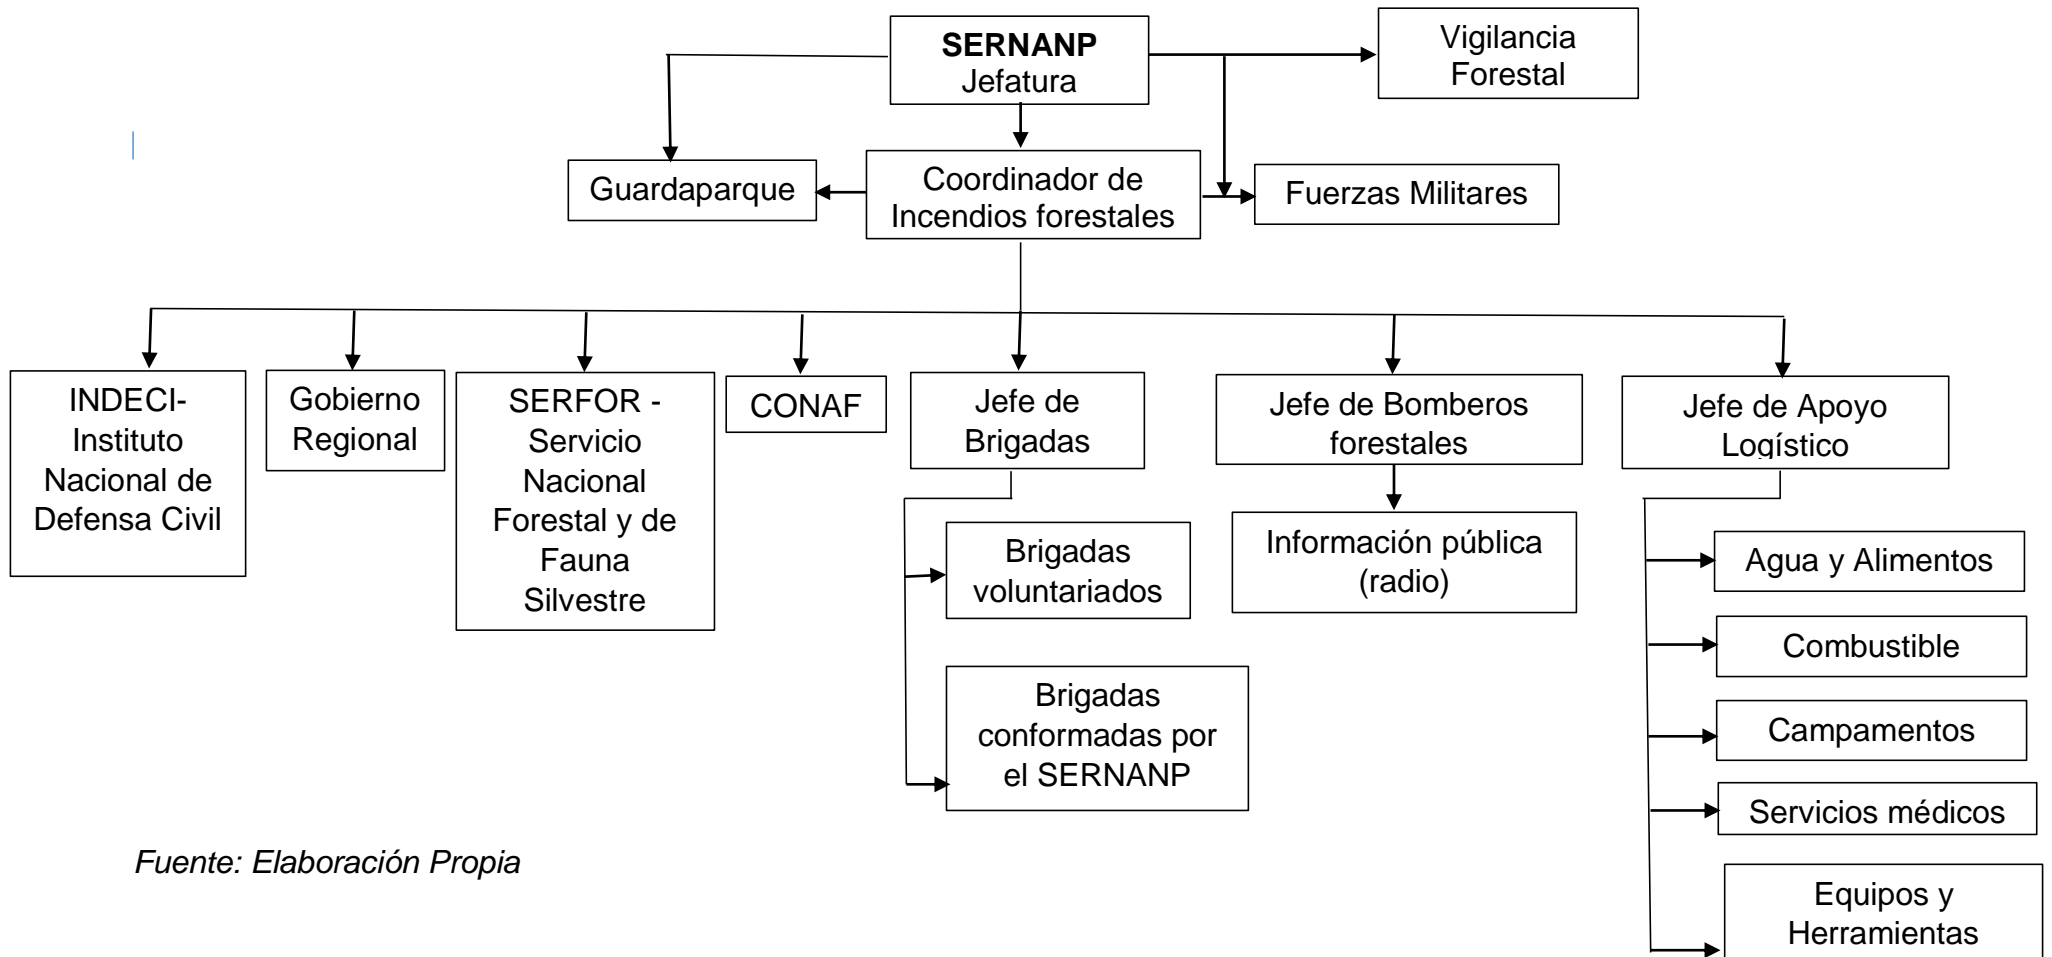 SERNANP
Jefatura
Vigilancia
Forestal
Guardaparque
Coordinador de
Incendios forestales
Fuerzas Militares
INDECI-
Instituto
Nacional de
Defensa Civil
Gobierno
Regional
SERFOR -
Servicio
Nacional
Forestal y de
Fauna
Silvestre
CONAF
Jefe de
Brigadas
Jefe de Bomberos
forestales
Jefe de Apoyo
Logístico
Brigadas
voluntariados
Brigadas
conformadas por
el SERNANP
Información pública
(radio)
Agua y Alimentos
Combustible
Campamentos
Servicios médicos
Equipos y
Herramientas
Fuente: Elaboración Propia